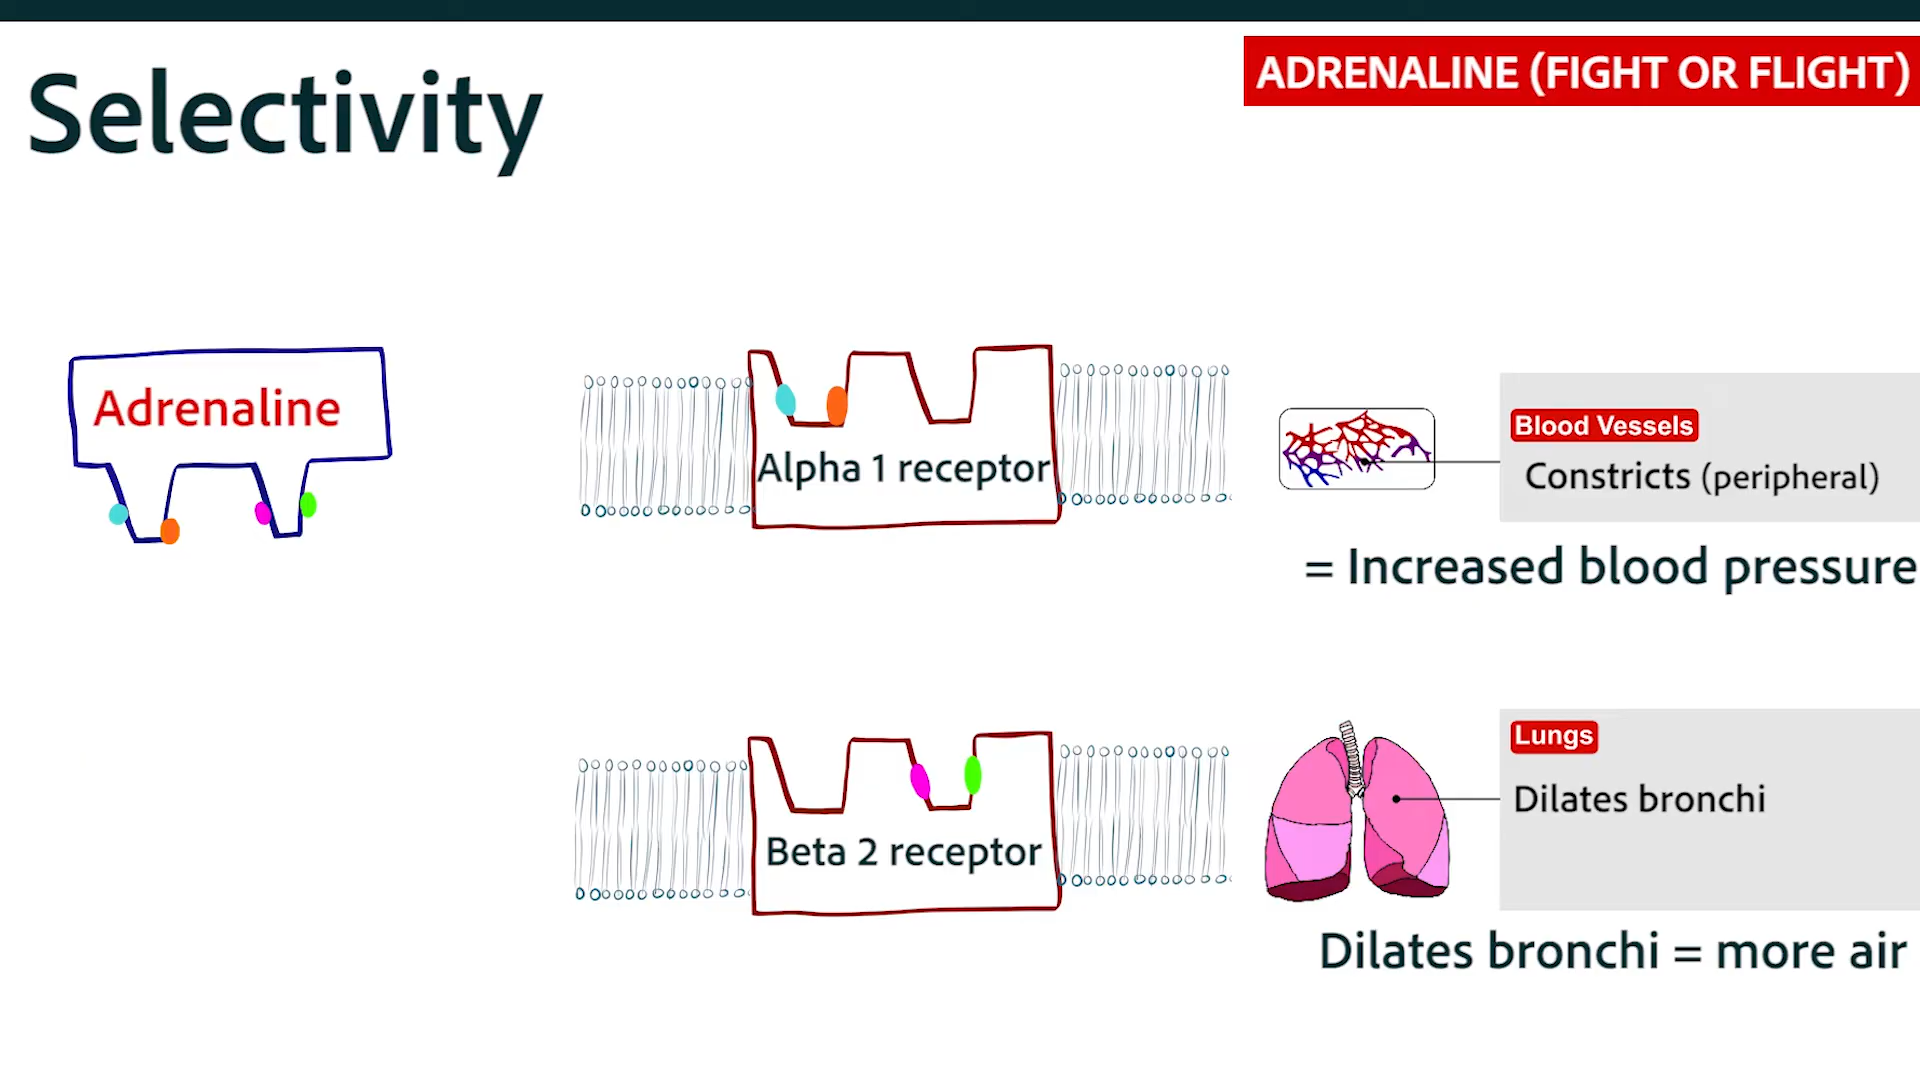 Selectivity
ADRENALINE (FIGHT OR FLIGHT)
Adrenaline
Alpha 1 receptor
Blood Vessels
Constricts (peripheral)
= Increased blood pressure
Beta 2 receptor
Lungs
Dilates bronchi
Dilates bronchi = more air